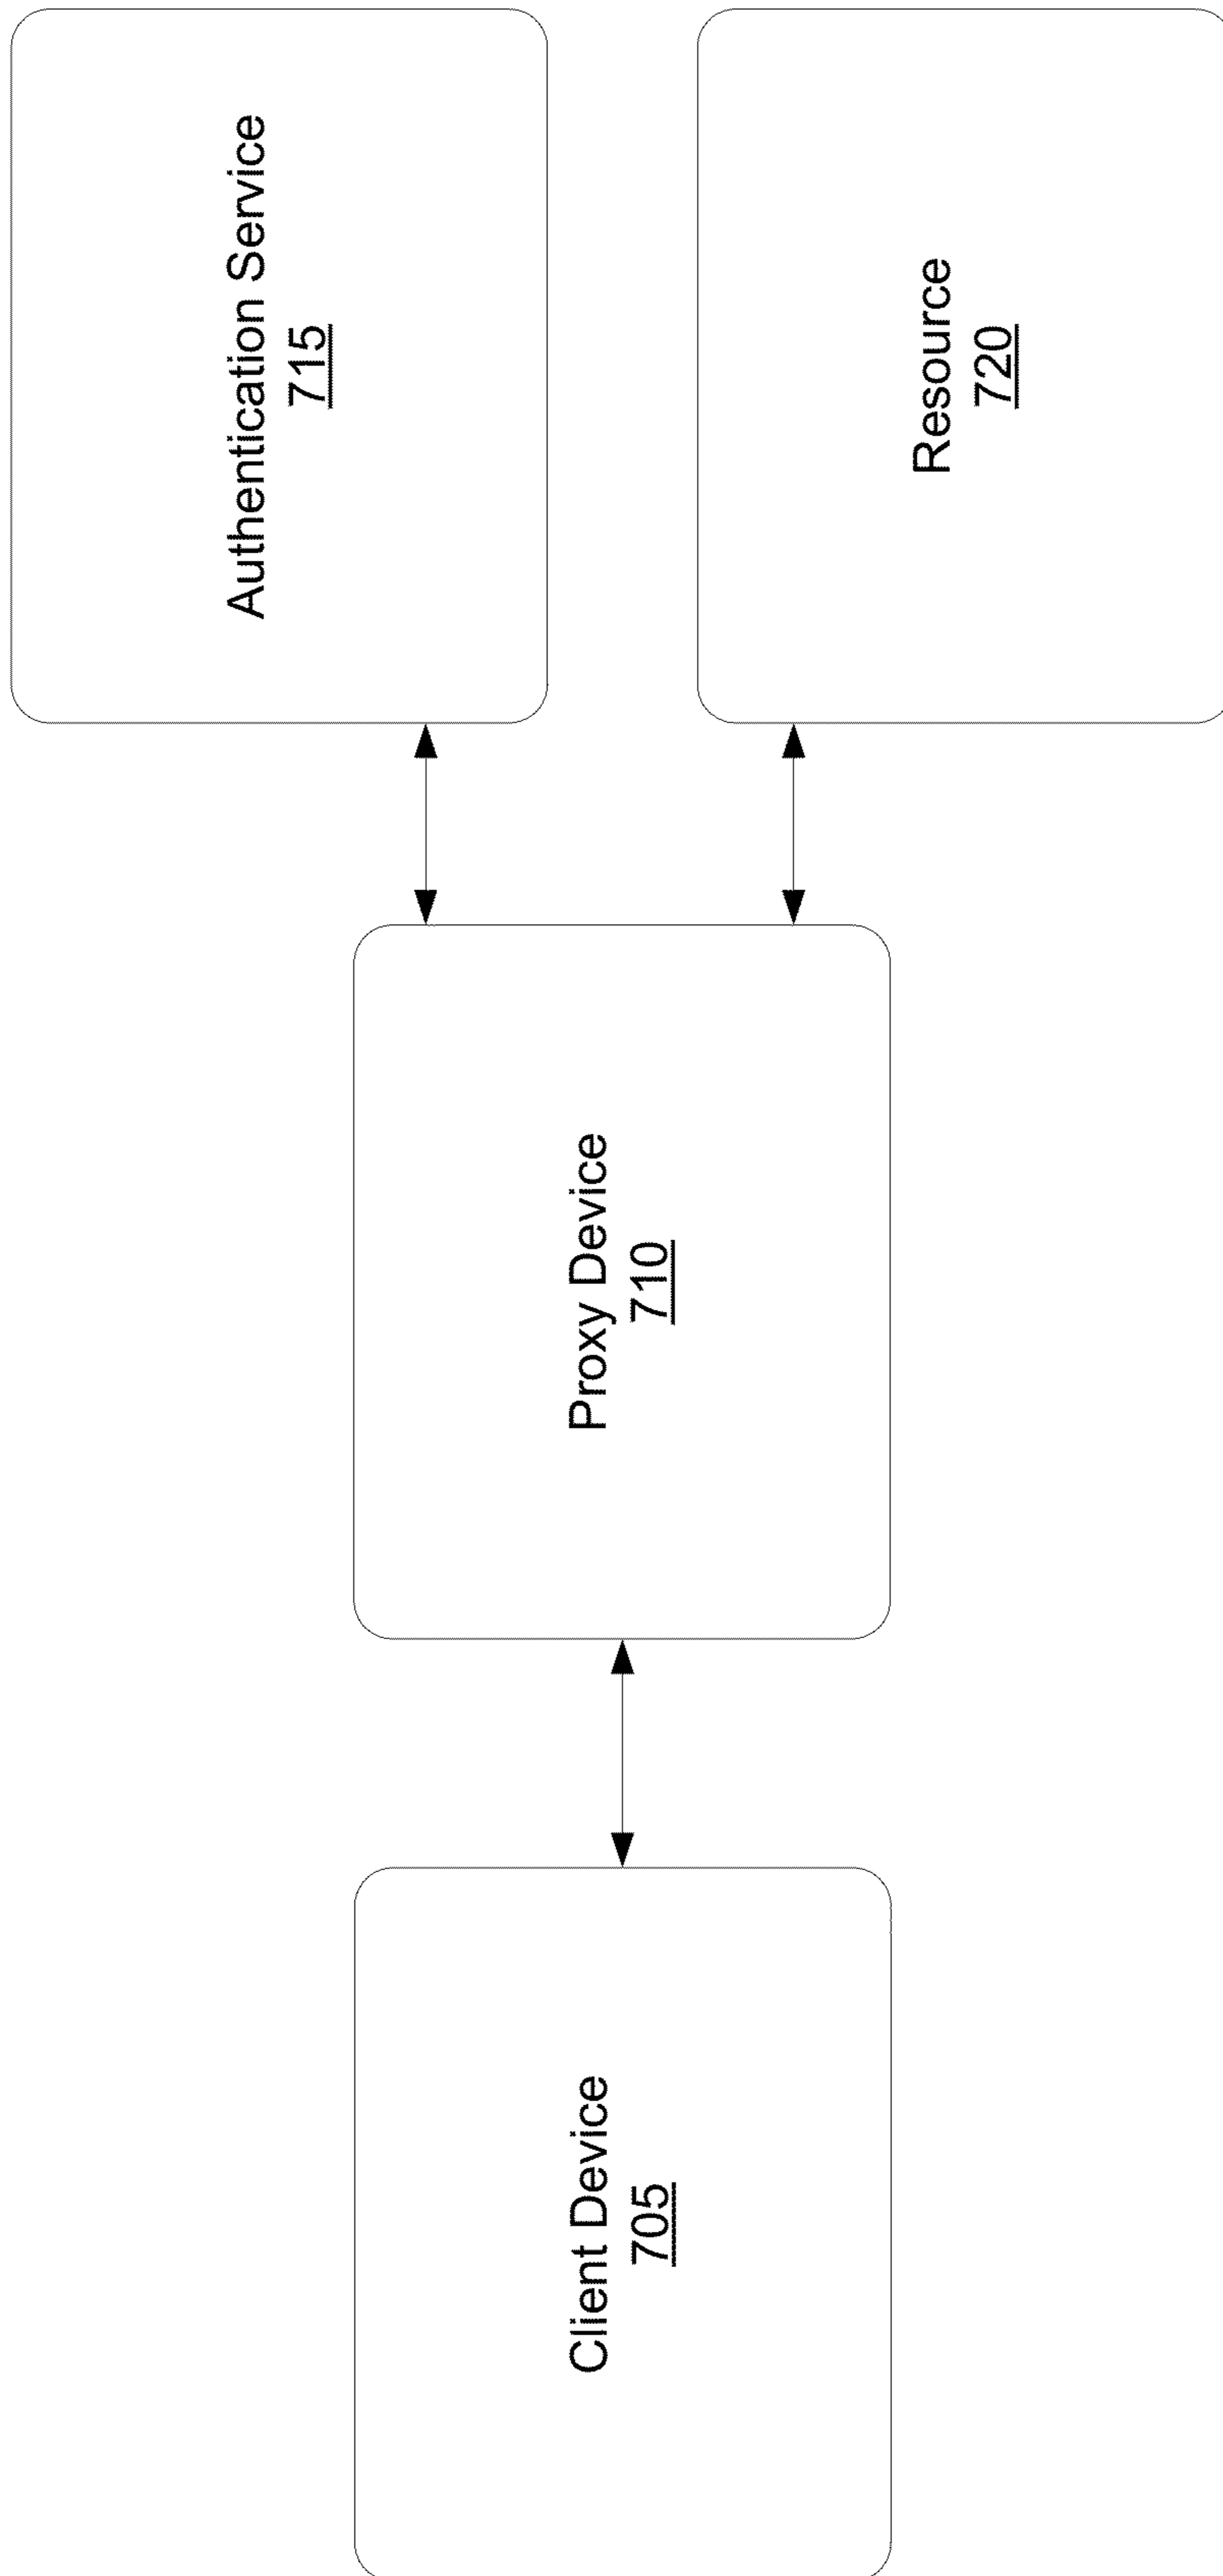 Authentication Service
715
Resource
720
Proxy Device
710
Client Device
705